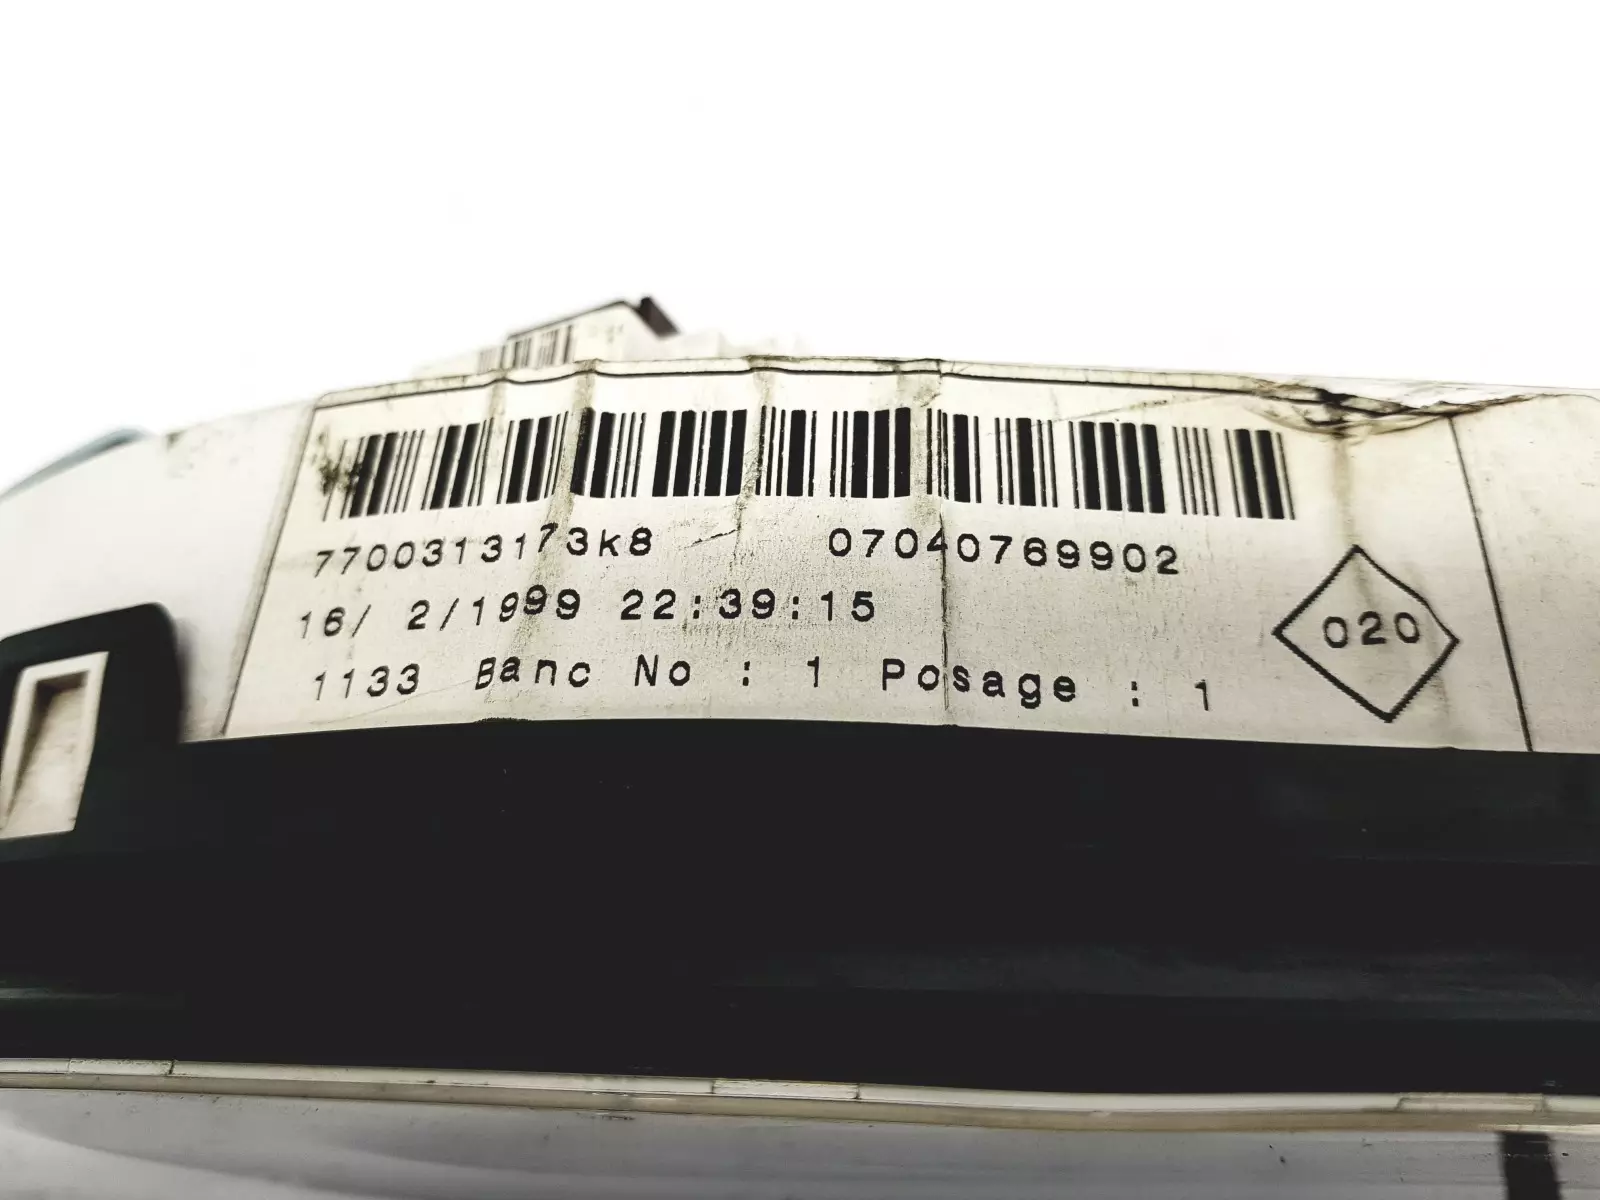 7700313173k8 07040769902
16/ 2/1999 22:39:15
1133 Banc No : 1 Posage : 1
020